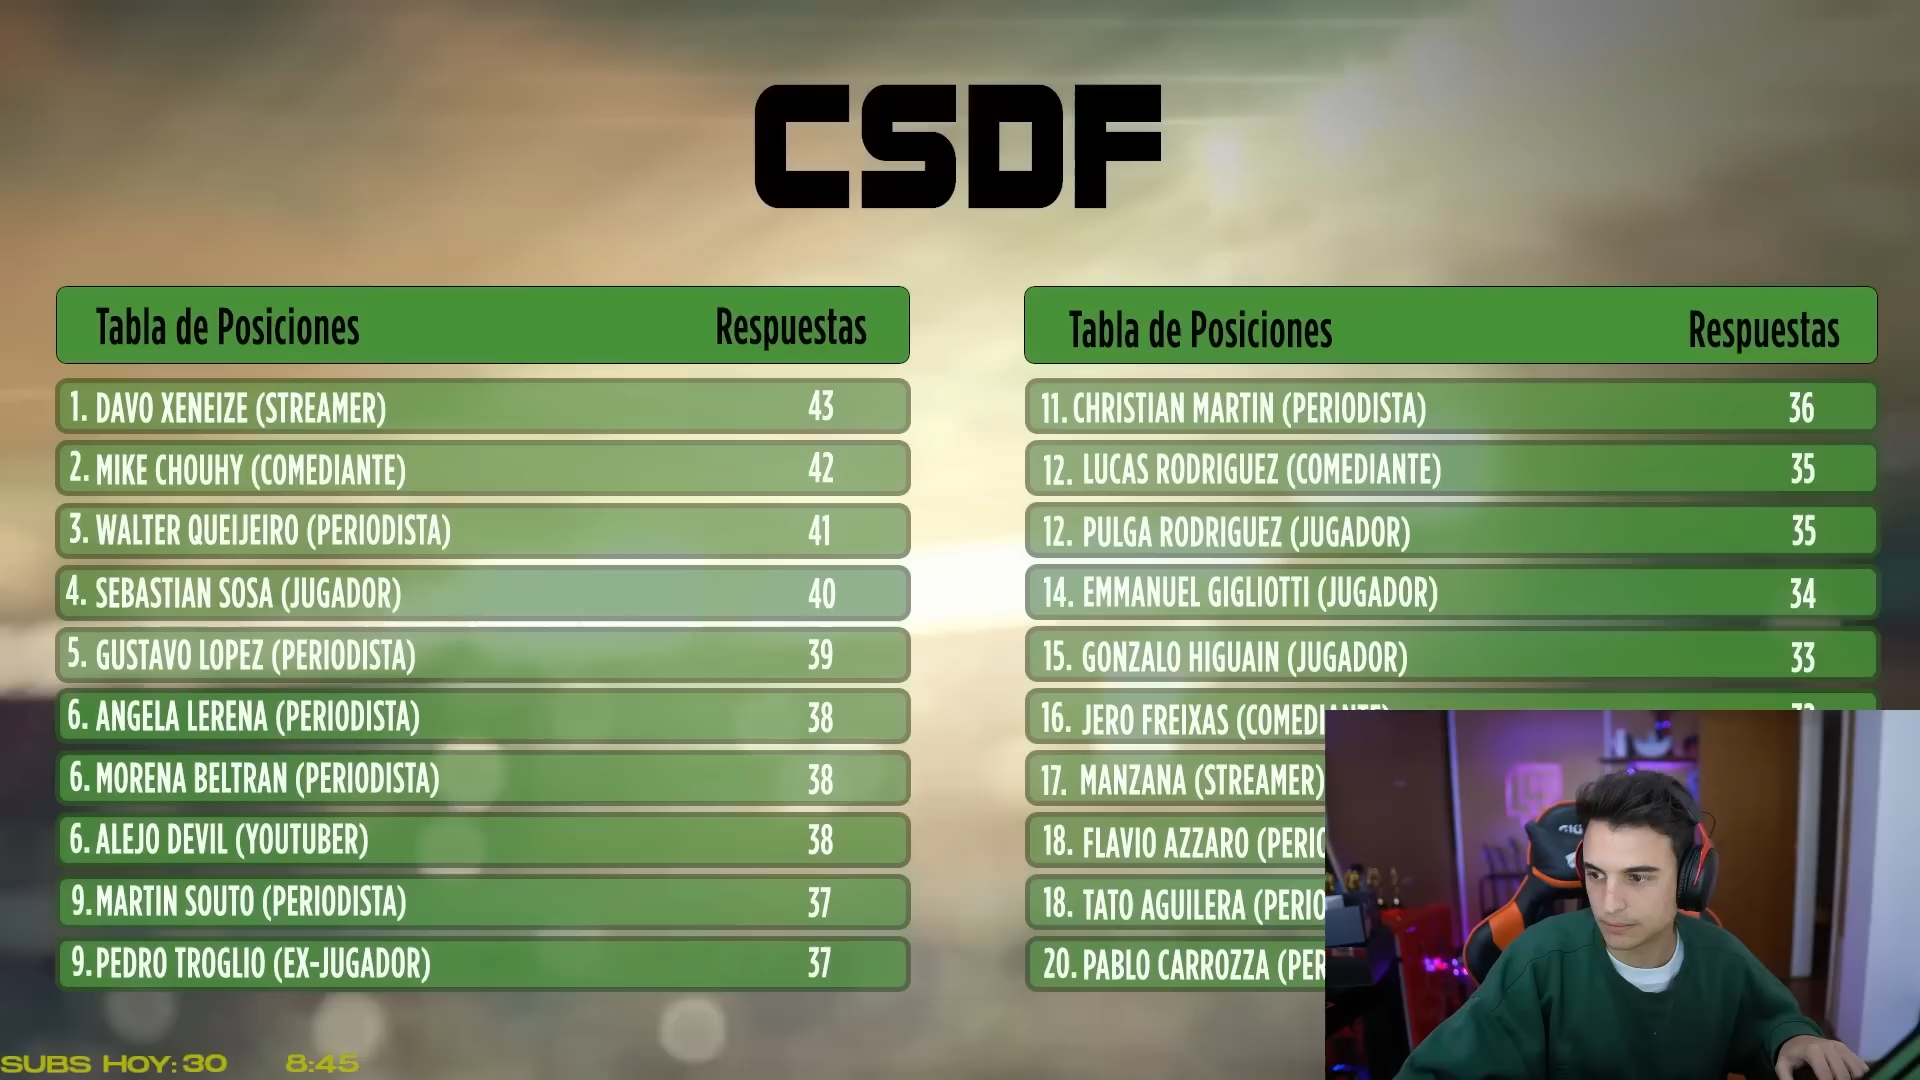 CSDF
Tabla de Posiciones Respuestas
1. DAVO XENEIZE (STREAMER) 43
2. MIKE CHOUHY (COMEDIANTE) 42
3. WALTER QUEIJEIRO (PERIODISTA) 41
4. SEBASTIAN SOSA (JUGADOR) 40
5. GUSTAVO LOPEZ (PERIODISTA) 39
6. ANGELA LERENA (PERIODISTA) 38
6. MORENA BELTRAN (PERIODISTA) 38
6. ALEJO DEVIL (YOUTUBER) 38
9. MARTIN SOUTO (PERIODISTA) 37
9. PEDRO TROGLIO (EX-JUGADOR) 37
Tabla de Posiciones Respuestas
11. CHRISTIAN MARTIN (PERIODISTA) 36
12. LUCAS RODRIGUEZ (COMEDIANTE) 35
12. PULGA RODRIGUEZ (JUGADOR) 35
14. EMMANUEL GIGLIOTTI (JUGADOR) 34
15. GONZALO HIGUAIN (JUGADOR) 33
16. JERO FREIXAS (COMEDIANTE)
17. MANZANA (STREAMER)
18. FLAVIO AZZARO (PERIO
18. TATO AGUILERA (PERIO
20. PABLO CARROZZA (PER
SUBS HOY: 30 8:45